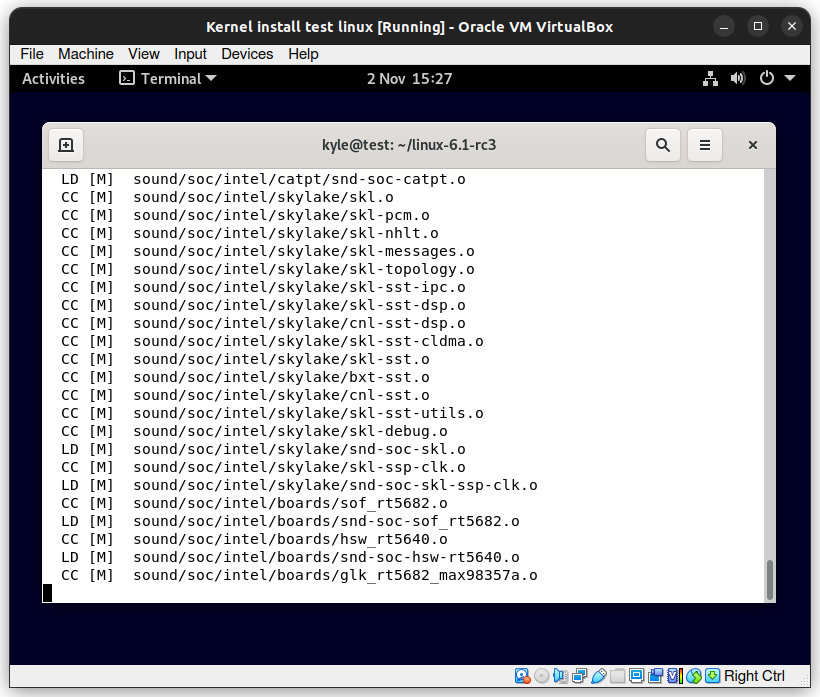 Kernel install test linux [Running] - Oracle VM VirtualBox
File Machine View Input Devices Help
Activities Terminal 2 Nov 15:27
kyle@test: ~/linux-6.1-rc3
LD [M] sound/soc/intel/catpt/snd-soc-catpt.o
CC [M] sound/soc/intel/skylake/skl.o
CC [M] sound/soc/intel/skylake/skl-pcm.o
CC [M] sound/soc/intel/skylake/skl-nhlt.o
CC [M] sound/soc/intel/skylake/skl-messages.o
CC [M] sound/soc/intel/skylake/skl-topology.o
CC [M] sound/soc/intel/skylake/skl-sst-ipc.o
CC [M] sound/soc/intel/skylake/skl-sst-dsp.o
CC [M] sound/soc/intel/skylake/cnl-sst-dsp.o
CC [M] sound/soc/intel/skylake/skl-sst-cldma.o
CC [M] sound/soc/intel/skylake/skl-sst.o
CC [M] sound/soc/intel/skylake/bxt-sst.o
CC [M] sound/soc/intel/skylake/cnl-sst.o
CC [M] sound/soc/intel/skylake/skl-sst-utils.o
CC [M] sound/soc/intel/skylake/skl-debug.o
LD [M] sound/soc/intel/skylake/snd-soc-skl.o
CC [M] sound/soc/intel/skylake/skl-ssp-clk.o
LD [M] sound/soc/intel/skylake/snd-soc-skl-ssp-clk.o
CC [M] sound/soc/intel/boards/sof_rt5682.o
LD [M] sound/soc/intel/boards/snd-soc-sof_rt5682.o
CC [M] sound/soc/intel/boards/hsw_rt5640.o
LD [M] sound/soc/intel/boards/snd-soc-hsw-rt5640.o
CC [M] sound/soc/intel/boards/glk_rt5682_max98357a.o
Right Ctrl